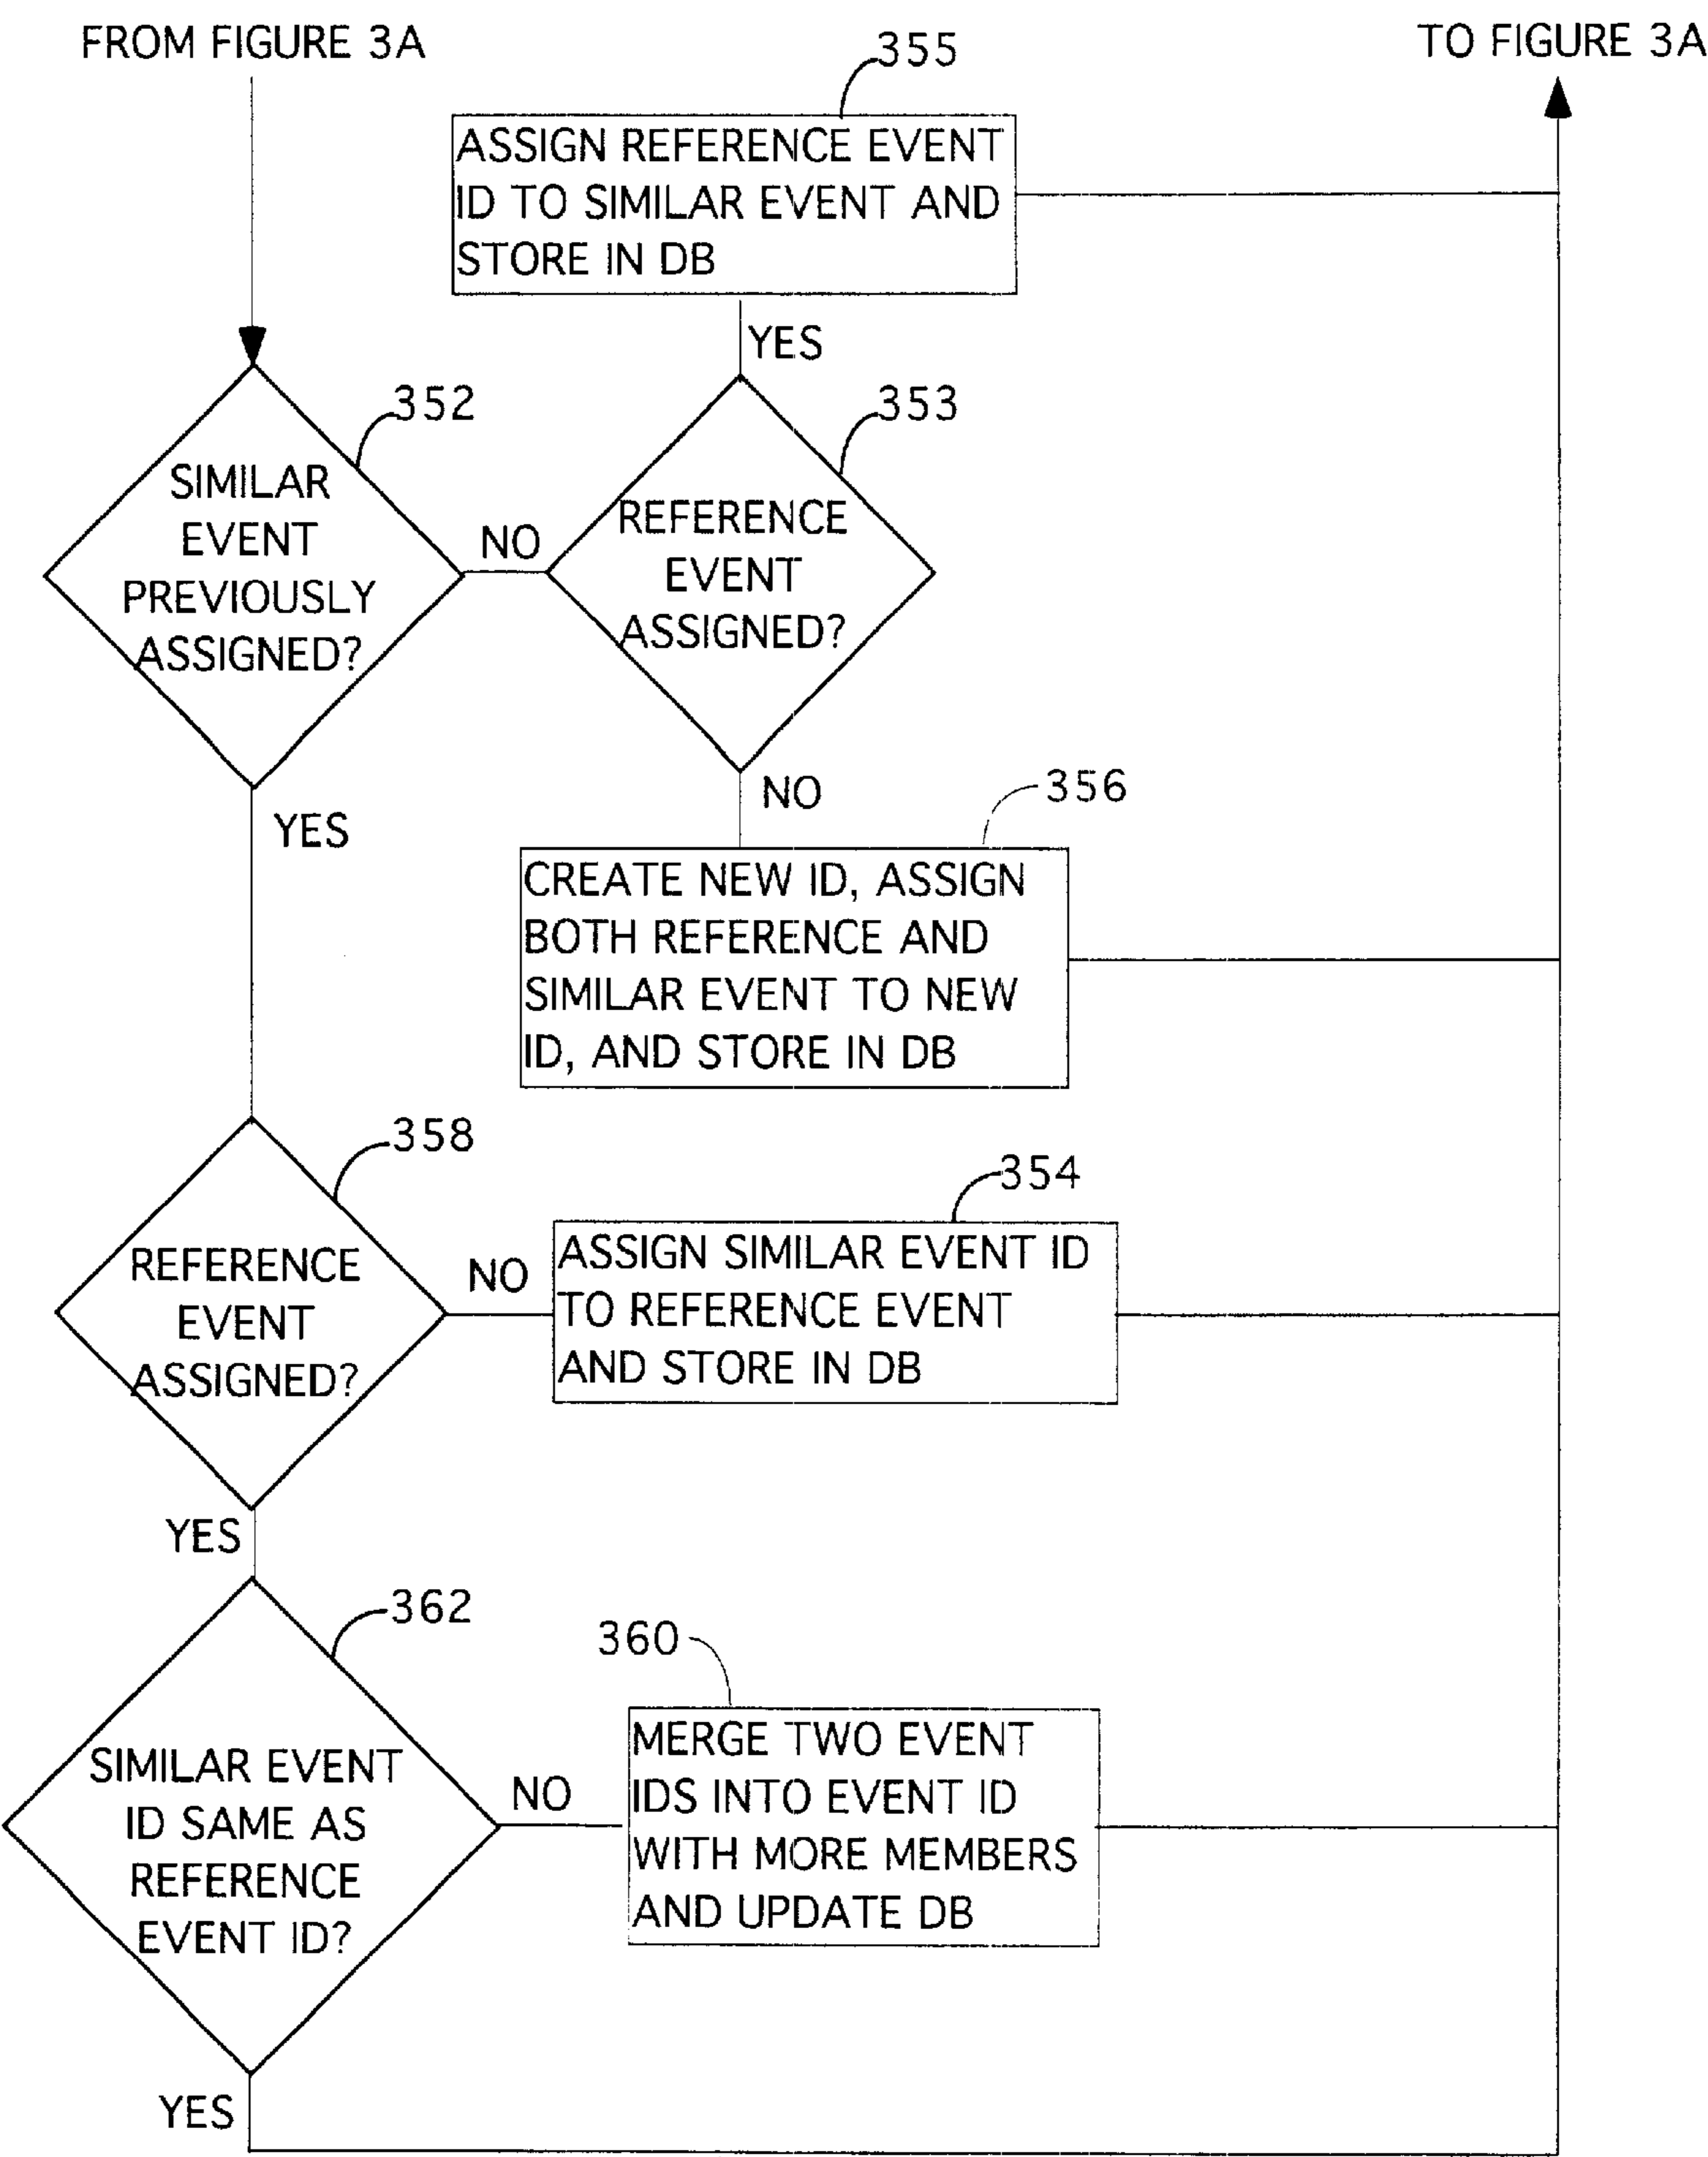 FROM FIGURE 3A
TO FIGURE 3A
355
ASSIGN REFERENCE EVENT
ID TO SIMILAR EVENT AND
STORE IN DB
YES
352
SIMILAR
EVENT
PREVIOUSLY
ASSIGNED?
NO
353
REFERENCE
EVENT
ASSIGNED?
NO
YES
356
CREATE NEW ID, ASSIGN
BOTH REFERENCE AND
SIMILAR EVENT TO NEW
ID, AND STORE IN DB
358
REFERENCE
EVENT
ASSIGNED?
NO
354
ASSIGN SIMILAR EVENT ID
TO REFERENCE EVENT
AND STORE IN DB
YES
362
SIMILAR EVENT
ID SAME AS
REFERENCE
EVENT ID?
NO
360
MERGE TWO EVENT
IDS INTO EVENT ID
WITH MORE MEMBERS
AND UPDATE DB
YES